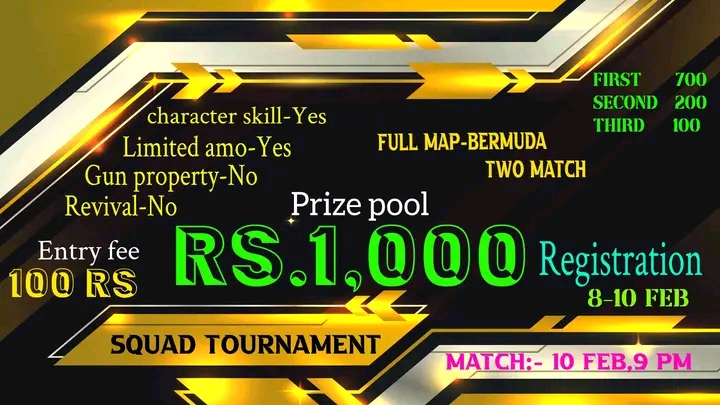 FIRST 700
SECOND 200
THIRD 100
character skill-Yes
Limited amo-Yes
Gun property-No
Revival-No
FULL MAP-BERMUDA
TWO MATCH
Prize pool
RS.1,000
Entry fee
100 RS
Registration
8-10 FEB
SQUAD TOURNAMENT
MATCH:- 10 FEB,9 PM